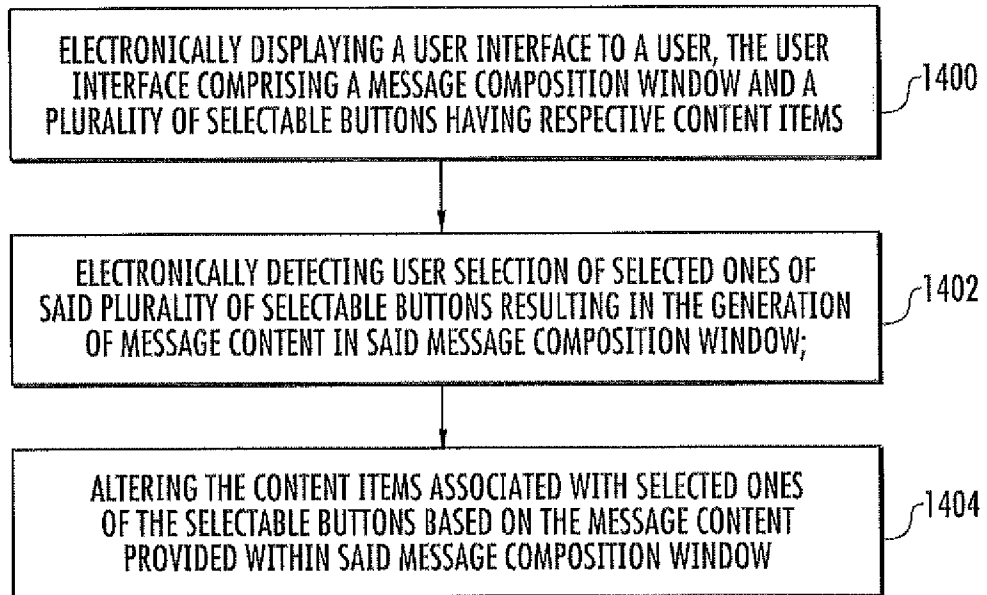 ELECTRONICALLY DISPLAYING A USER INTERFACE TO A USER, THE USER
INTERFACE COMPRISING A MESSAGE COMPOSITION WINDOW AND A
PLURALITY OF SELECTABLE BUTTONS HAVING RESPECTIVE CONTENT ITEMS
1400
ELECTRONICALLY DETECTING USER SELECTION OF SELECTED ONES OF
SAID PLURALITY OF SELECTABLE BUTTONS RESULTING IN THE GENERATION
OF MESSAGE CONTENT IN SAID MESSAGE COMPOSITION WINDOW;
1402
ALTERING THE CONTENT ITEMS ASSOCIATED WITH SELECTED ONES
OF THE SELECTABLE BUTTONS BASED ON THE MESSAGE CONTENT
PROVIDED WITHIN SAID MESSAGE COMPOSITION WINDOW
1404